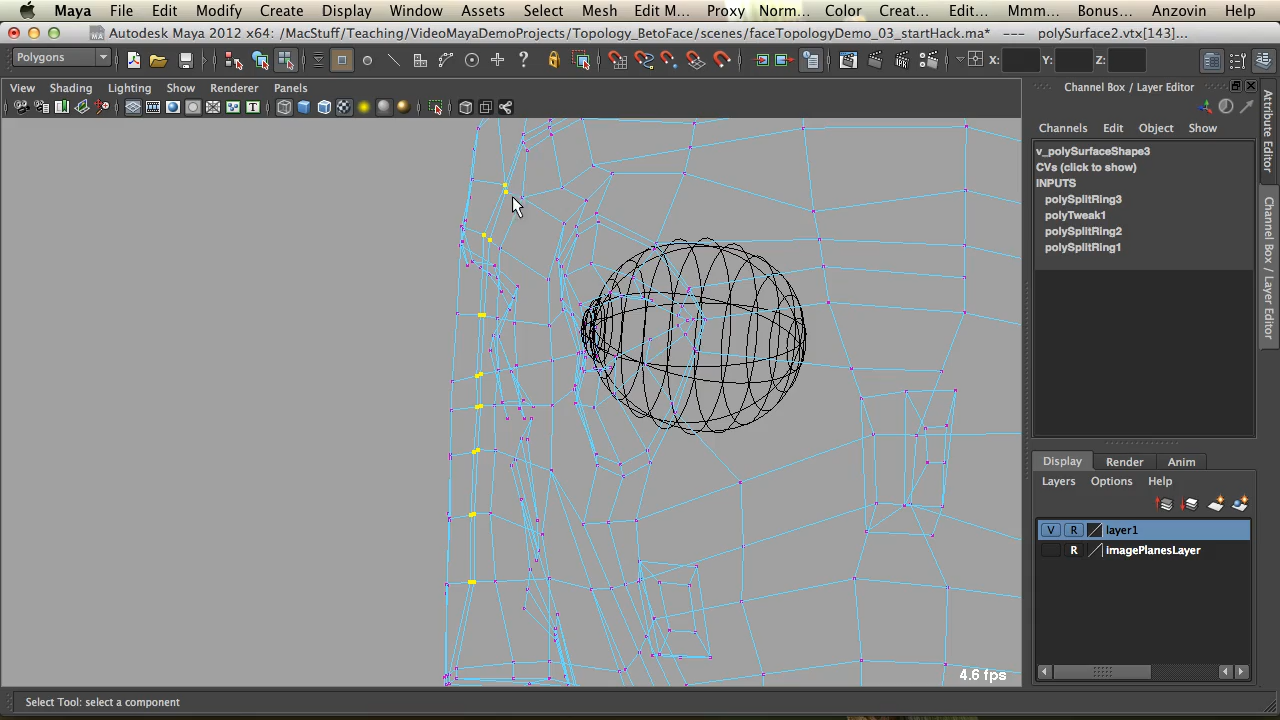 Maya File Edit Modify Create Display Window Assets Select Mesh Edit M... Proxy Norm... Color Creat... Edit... Mmm... Bonus... Anzovin Help
Autodesk Maya 2012 x64: /MacStuff/Teaching/VideoMayaDemoProjects/Topology_BetoFace/scenes/faceTopologyDemo_03_startHack.ma* --- polySurface2.vtx[143]...
Polygons X: Y: Z:
View Shading Lighting Show Renderer Panels
Channel Box / Layer Editor
Channels Edit Object Show
v_polySurfaceShape3
CVs (click to show)
INPUTS
polySplitRing3
polyTweak1
polySplitRing2
polySplitRing1
Attribute Editor
Channel Box / Layer Editor
Display Render Anim
Layers Options Help
V R layer1
R imagePlanesLayer
4.6 fps
Select Tool: select a component